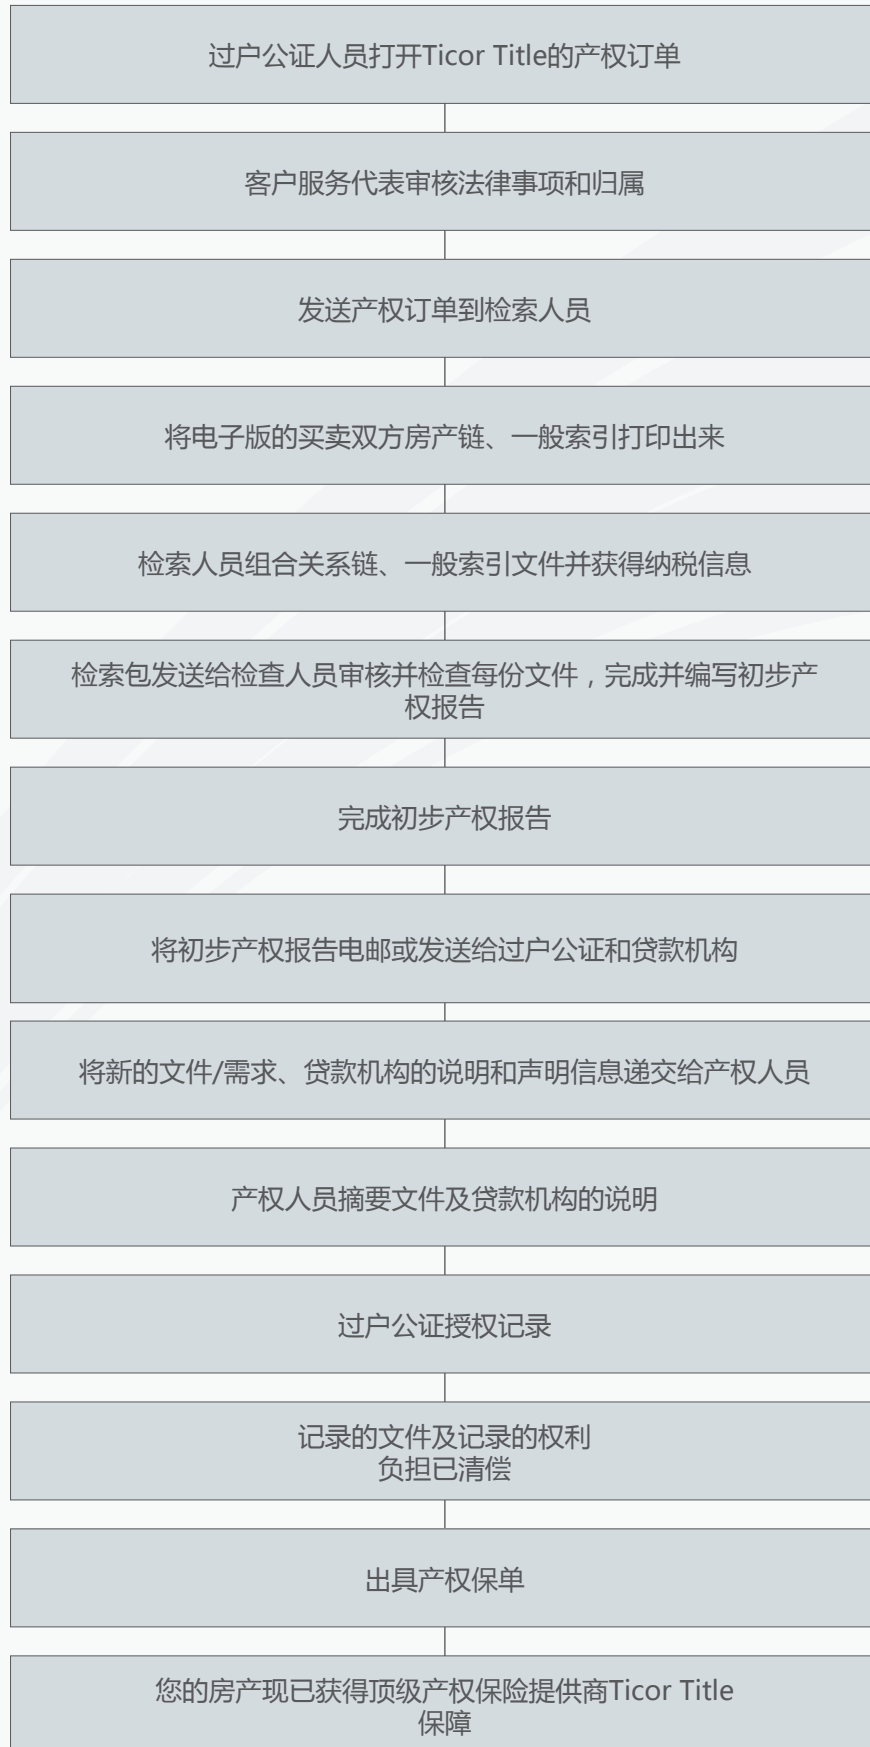 过户公证人员打开Ticor Title的产权订单
客户服务代表审核法律事项和归属
发送产权订单到检索人员
将电子版的买卖双方房产链、一般索引打印出来
检索人员组合关系链、一般索引文件并获得纳税信息
检索包发送给检查人员审核并检查每份文件，完成并编写初步产
权报告
完成初步产权报告
将初步产权报告电邮或发送给过户公证和贷款机构
将新的文件/需求、贷款机构的说明和声明信息递交给产权人员
产权人员摘要文件及贷款机构的说明
过户公证授权记录
记录的文件及记录的权利
负担已清偿
出具产权保单
您的房产现已获得顶级产权保险提供商Ticor Title
保障